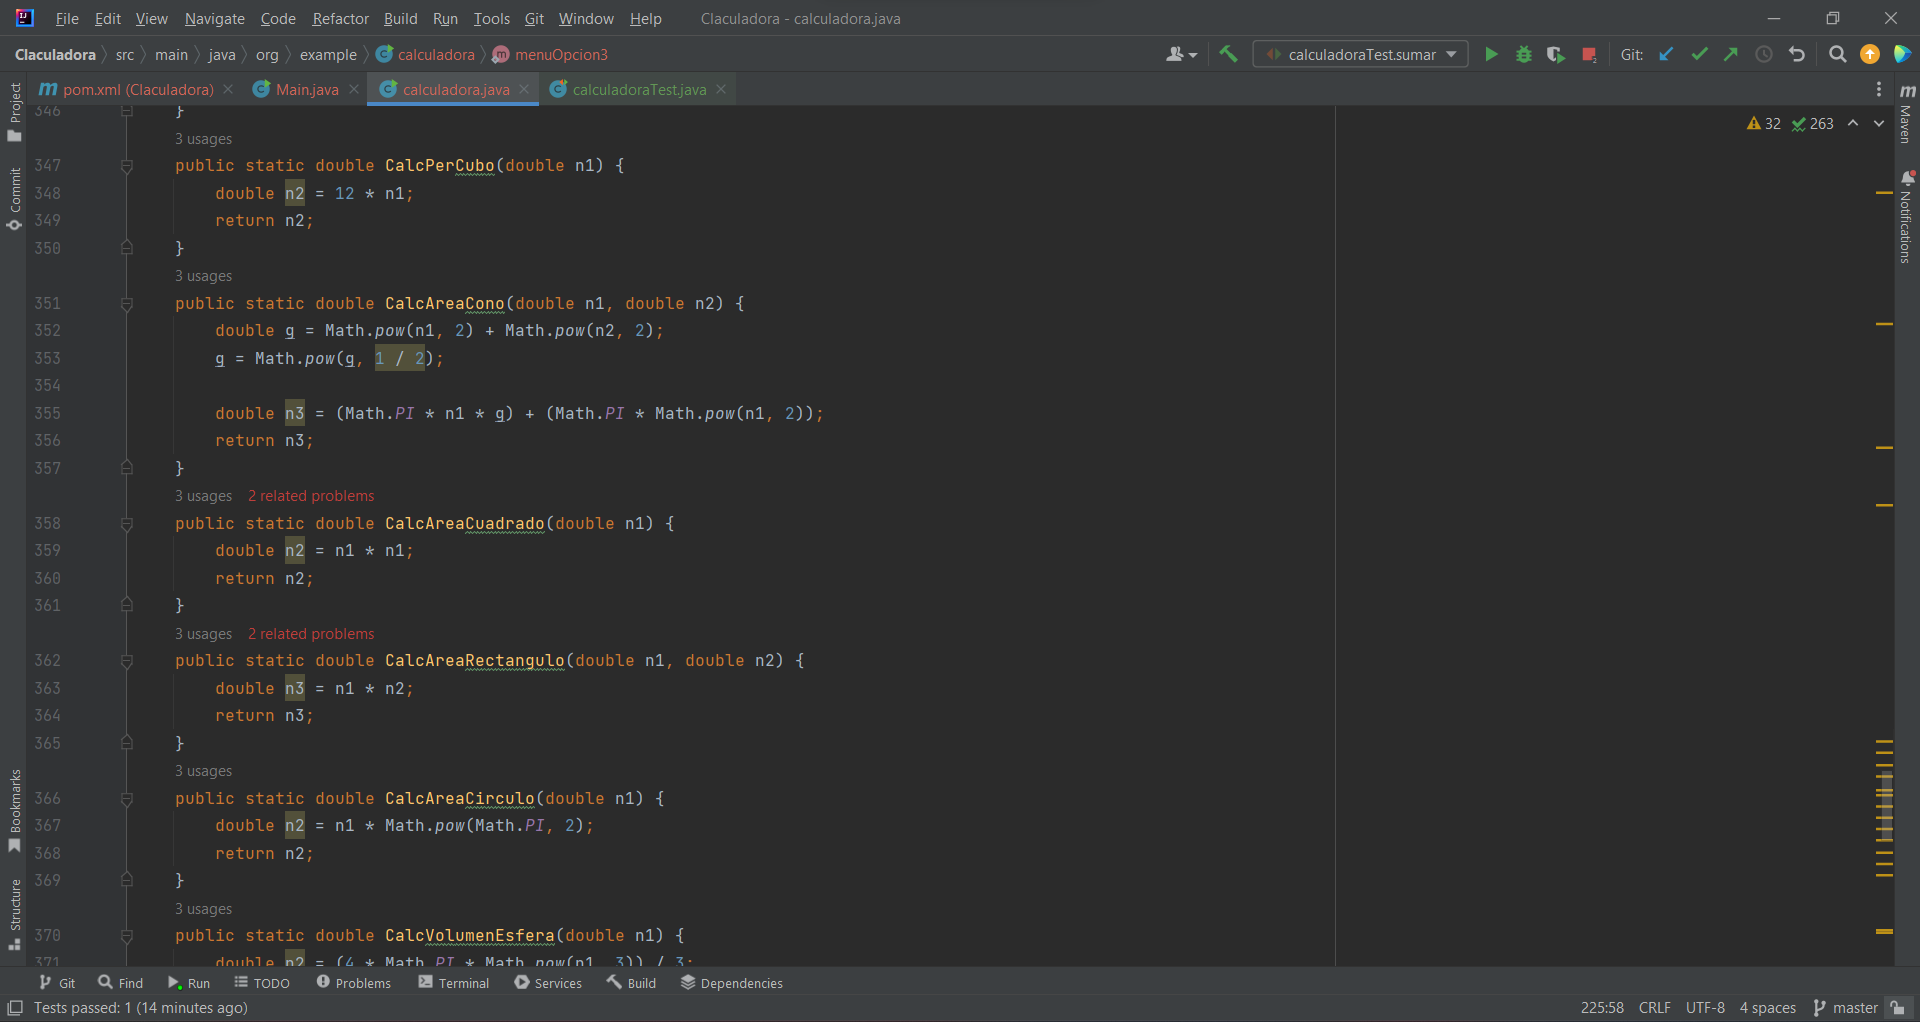 File Edit View Navigate Code Refactor Build Run Tools Git Window Help Claculadora - calculadora.java
Claculadora src main java org example calculadora menuOpcion3 calculadoraTest.sumar Git:
pom.xml (Claculadora) Main.java calculadora.java calculadoraTest.java
32 263
346 }
3 usages
347 public static double CalcPerCubo(double n1) {
348 double n2 = 12 * n1;
349 return n2;
350 }
3 usages
351 public static double CalcAreaCono(double n1, double n2) {
352 double g = Math.pow(n1, 2) + Math.pow(n2, 2);
353 g = Math.pow(g, 1 / 2);
354
355 double n3 = (Math.PI * n1 * g) + (Math.PI * Math.pow(n1, 2));
356 return n3;
357 }
3 usages 2 related problems
358 public static double CalcAreaCuadrado(double n1) {
359 double n2 = n1 * n1;
360 return n2;
361 }
3 usages 2 related problems
362 public static double CalcAreaRectangulo(double n1, double n2) {
363 double n3 = n1 * n2;
364 return n3;
365 }
3 usages
366 public static double CalcAreaCirculo(double n1) {
367 double n2 = n1 * Math.pow(Math.PI, 2);
368 return n2;
369 }
3 usages
370 public static double CalcVolumenEsfera(double n1) {
371 double n2 = (4 * Math.PI * Math.pow(n1, 3)) / 3;
Project
Commit
Bookmarks
Structure
Maven
Notifications
Git Find Run TODO Problems Terminal Services Build Dependencies
Tests passed: 1 (14 minutes ago) 225:58 CRLF UTF-8 4 spaces master